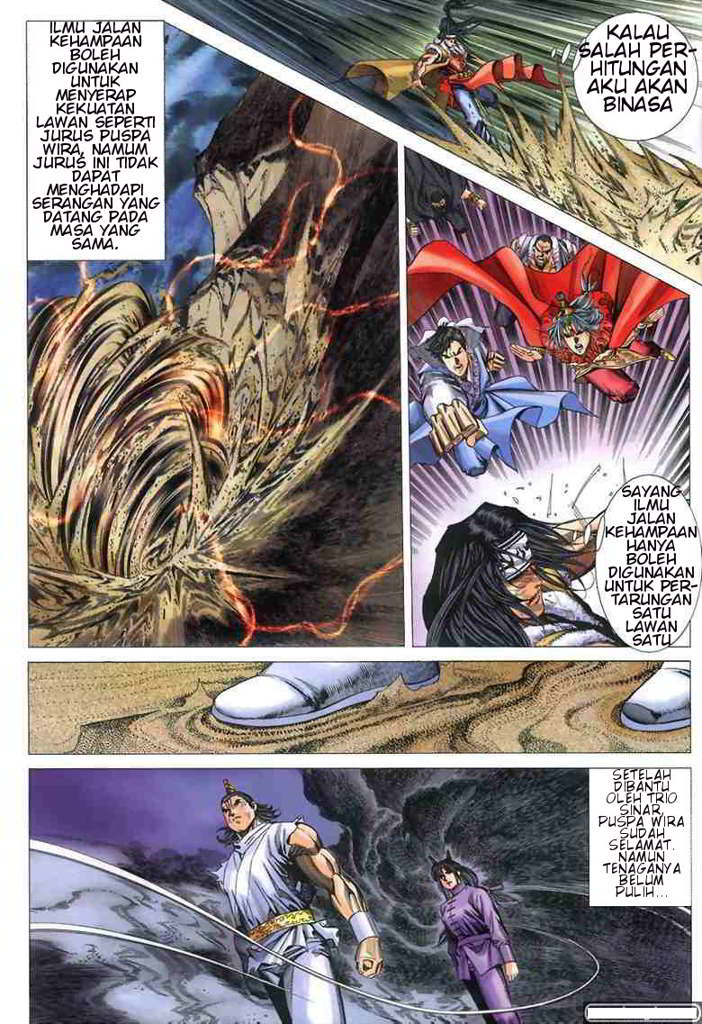 ILMU JALAN
KEHAMPAAN
BOLEH
DIGUNAKAN
UNTUK
MENYERAP
KEKUATAN
LAWAN SEPERTI
JURUS PUSPA
WIRA, NAMUN
JURUS INI TIDAK
DAPAT
MENGHADAPI
SERANGAN YANG
DATANG PADA
MASA YANG
SAMA.
KALAU
SALAH PER-
HITUNGAN
AKU AKAN
BINASA
SAYANG
ILMU
JALAN
KEHAMPAAN
HANYA
BOLEH
DIGUNAKAN
UNTUK PER-
TARUNGAN
SATU
LAWAN
SATU
SETELAH
DIBANTU
OLEH TRIO
SINAR,
PUSPA WIRA
SUDAH
SELAMAT.
NAMUN
TENAGANYA
BELUM
PULIH...